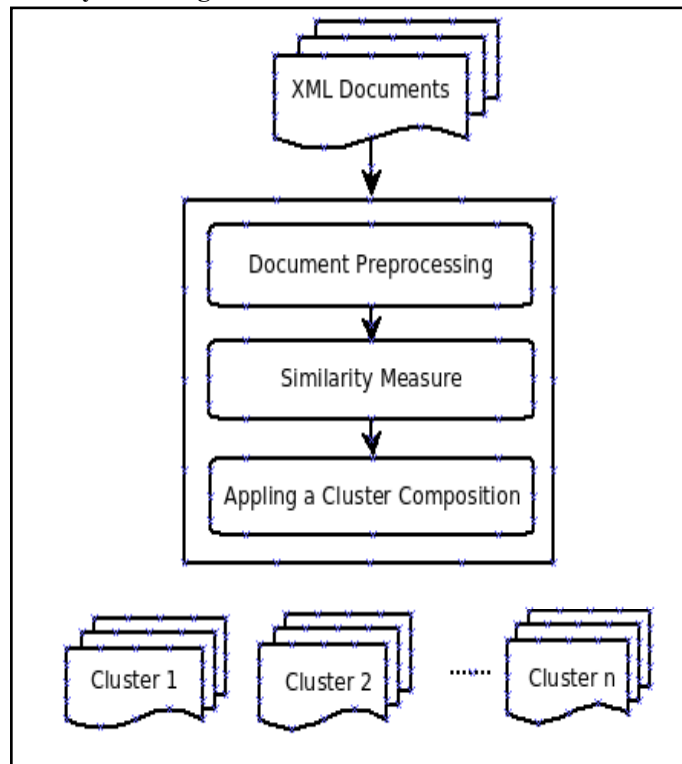 XML Documents
Document Preprocessing
Similarity Measure
Appling a Cluster Composition
Cluster 1
Cluster 2
......
Cluster n